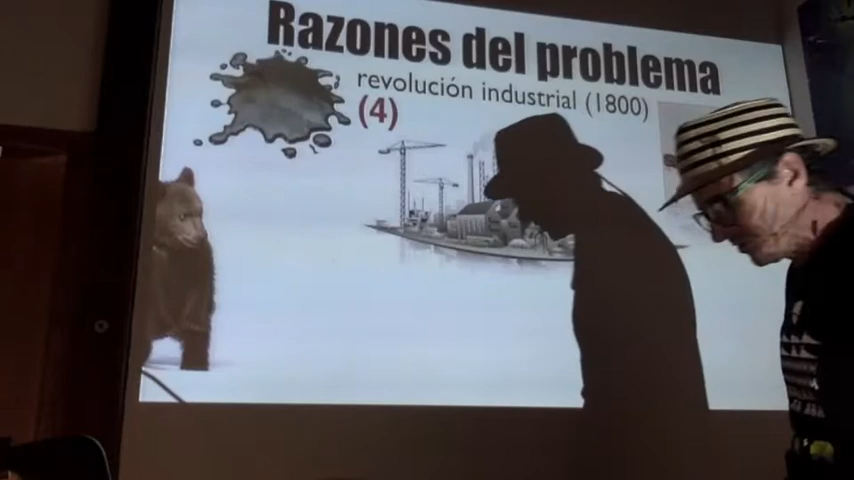 Razones del problema
revolución industrial (1800)
(4)